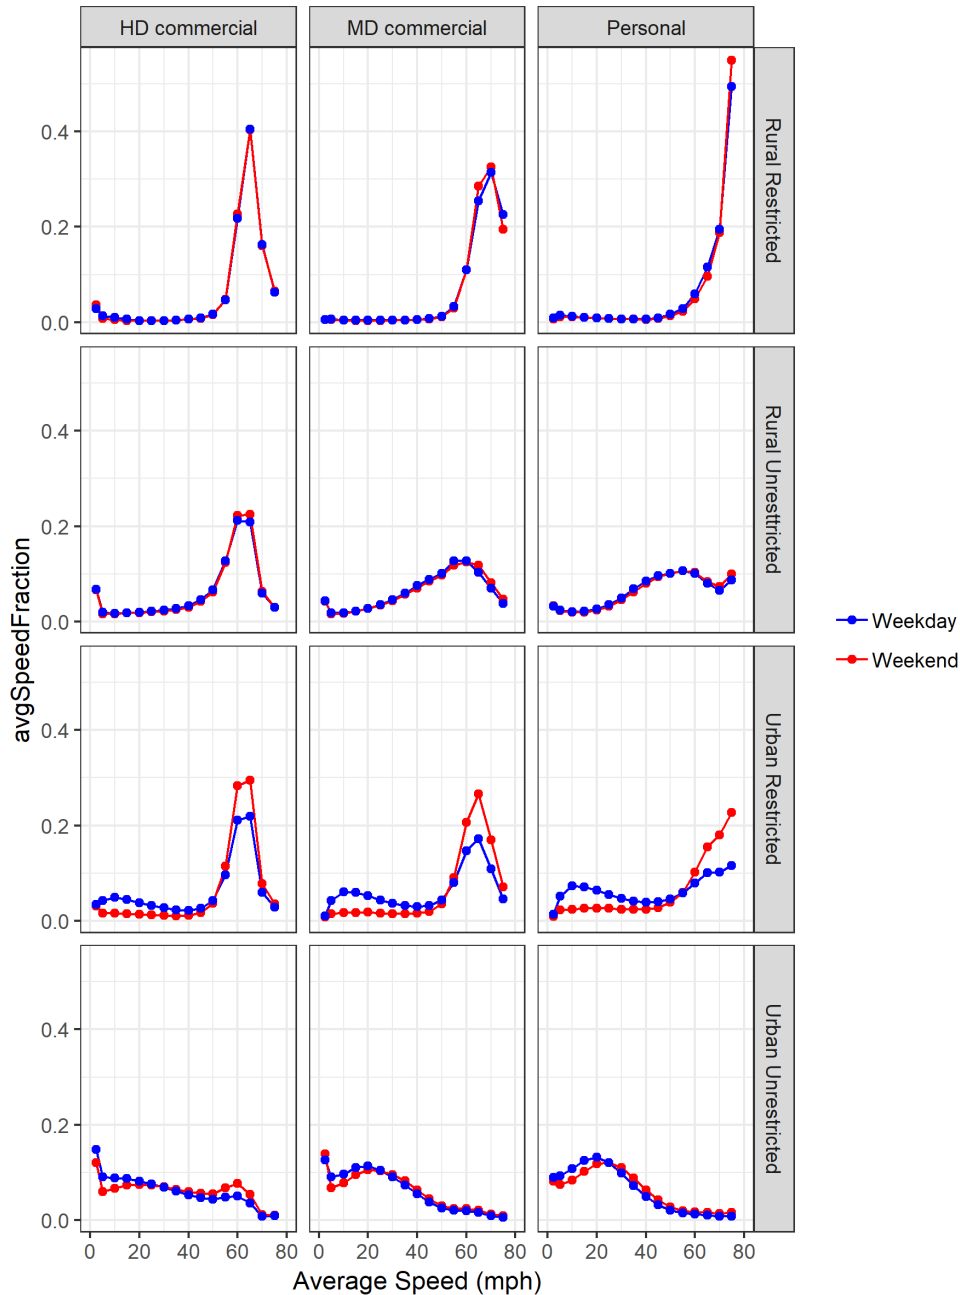 HD commercial
MD commercial
Personal
0.4
0.2
0.0
Rural Restricted
0.4
0.2
0.0
Rural Unresttricted
0.4
0.2
0.0
Urban Restricted
0.4
0.2
0.0
Urban Unrestricted
0 20 40 60 80
0 20 40 60 80
0 20 40 60 80
Average Speed (mph)
avgSpeedFraction
Weekday
Weekend